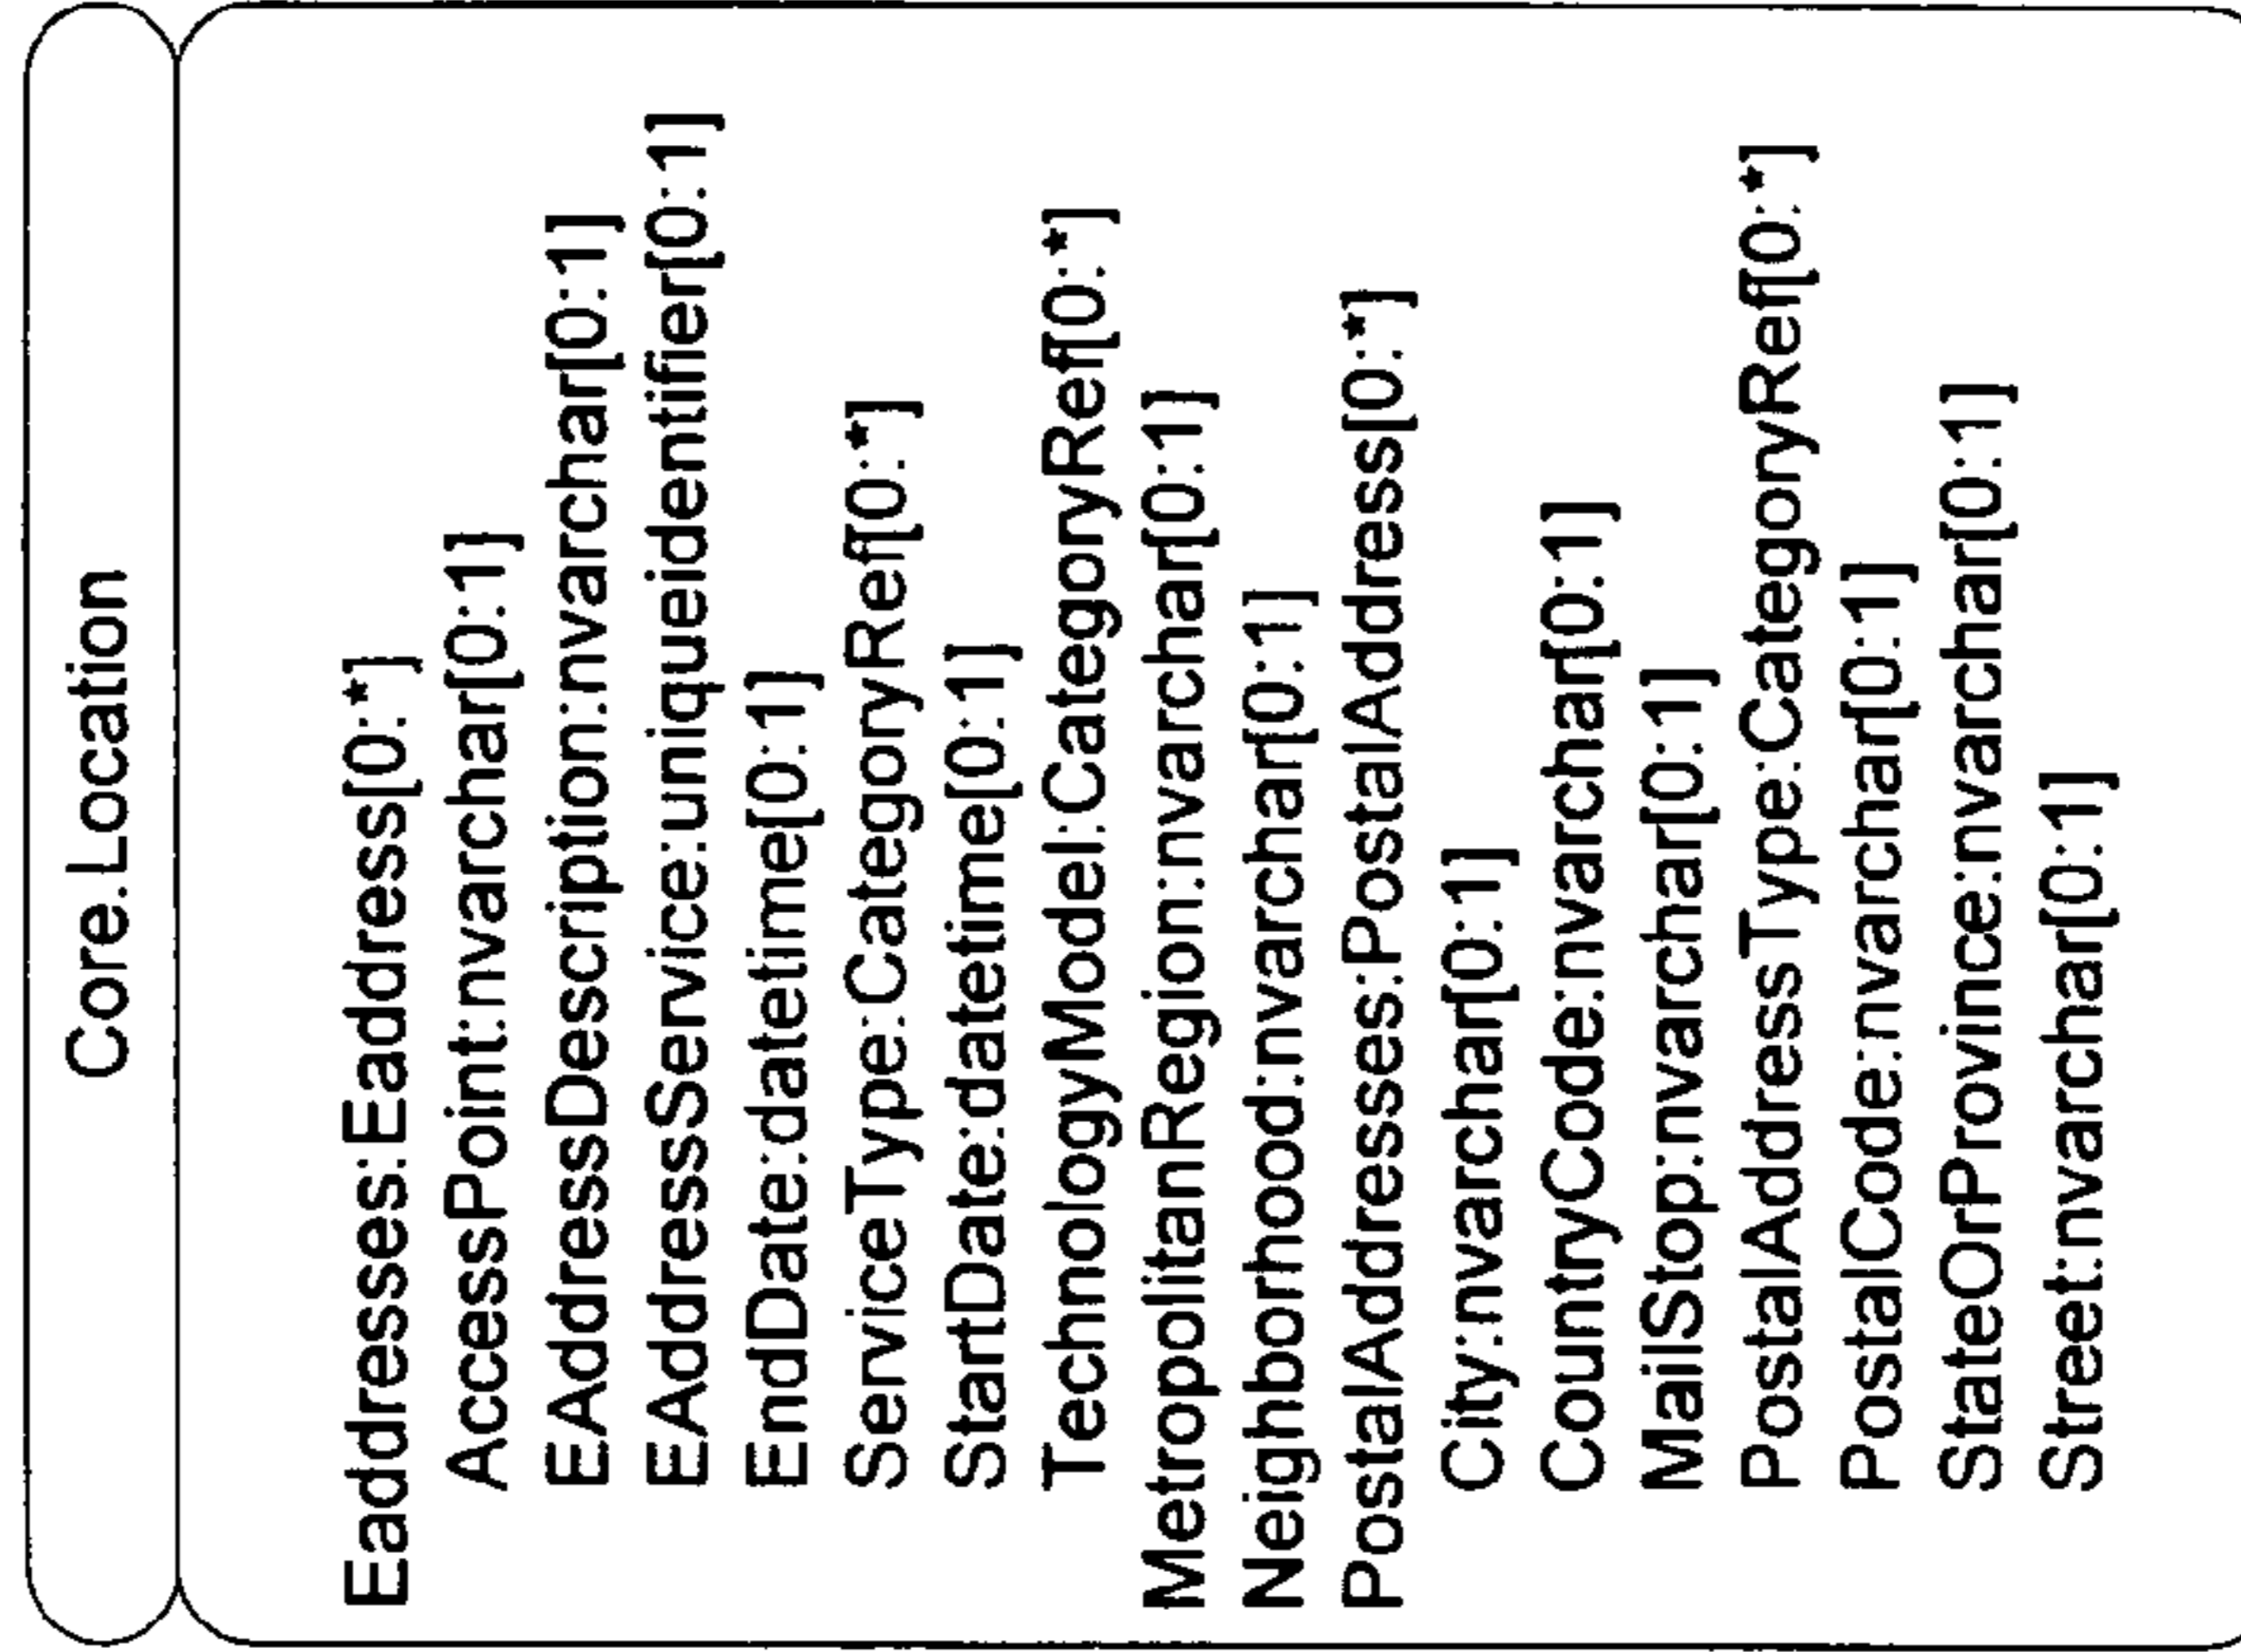 Core.Location
Eaddresses:Eaddress[0:*]
AccessPoint:nvarchar[0:1]
EAddressDescription:nvarchar[0:1]
EAddressService:uniqueidentifier[0:1]
EndDate:datetime[0:1]
ServiceType:CategoryRef[0:*]
StartDate:datetime[0:1]
TechnologyModel:CategoryRef[0:*]
MetropolitanRegion:nvarchar[0:1]
Neighborhood:nvarchar[0:1]
PostalAddresses:PostalAddress[0:*]
City:nvarchar[0:1]
CountryCode:nvarchar[0:1]
MailStop:nvarchar[0:1]
PostalAddressType:CategoryRef[0:*]
PostalCode:nvarchar[0:1]
StateOrProvince:nvarchar[0:1]
Street:nvarchar[0:1]